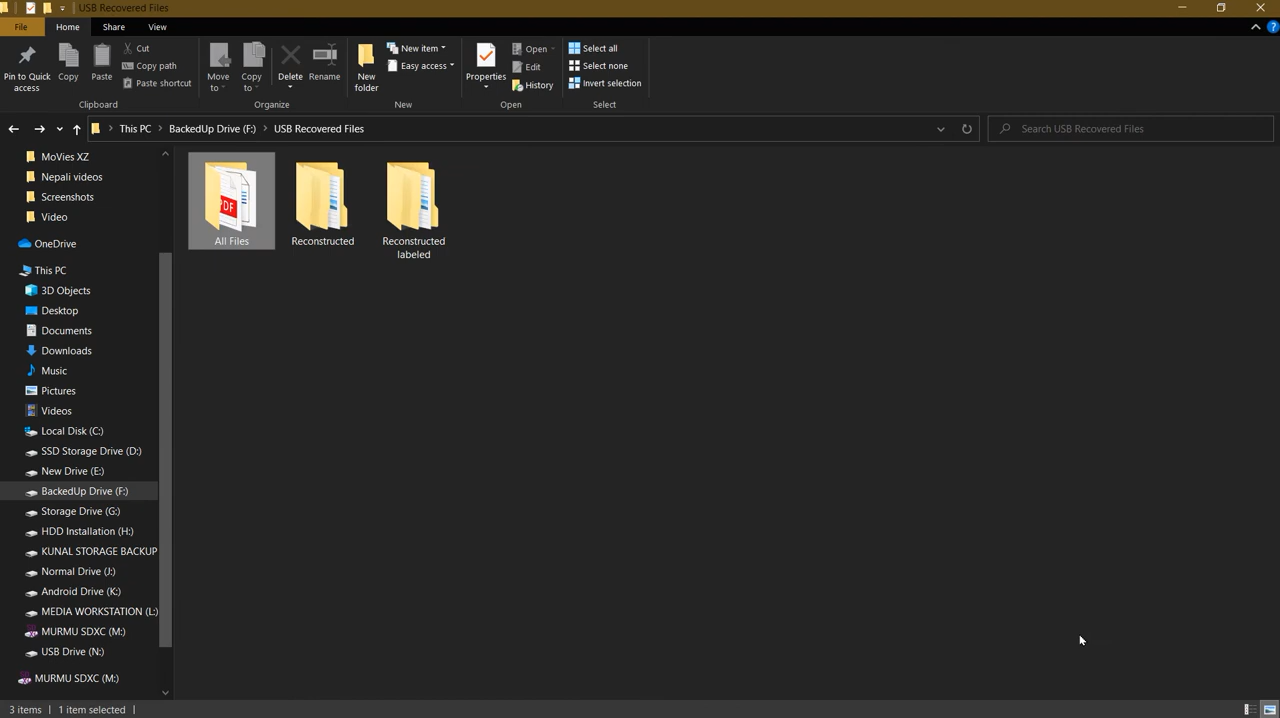 USB Recovered Files
File
Home
Share
View
Pin to Quick
access
Copy
Paste
Cut
Copy path
Paste shortcut
Clipboard
Move
to
Copy
to
Delete
Rename
Organize
New
folder
New item
Easy access
New
Properties
Open
Edit
History
Open
Select all
Select none
Invert selection
Select
This PC
BackedUp Drive (F:)
USB Recovered Files
Search USB Recovered Files
MoVies XZ
Nepali videos
Screenshots
Video
OneDrive
This PC
3D Objects
Desktop
Documents
Downloads
Music
Pictures
Videos
Local Disk (C:)
SSD Storage Drive (D:)
New Drive (E:)
BackedUp Drive (F:)
Storage Drive (G:)
HDD Installation (H:)
KUNAL STORAGE BACKUP
Normal Drive (J:)
Android Drive (K:)
MEDIA WORKSTATION (L:)
MURMU SDXC (M:)
USB Drive (N:)
MURMU SDXC (M:)
PDF
All Files
Reconstructed
Reconstructed
labeled
3 items
1 item selected